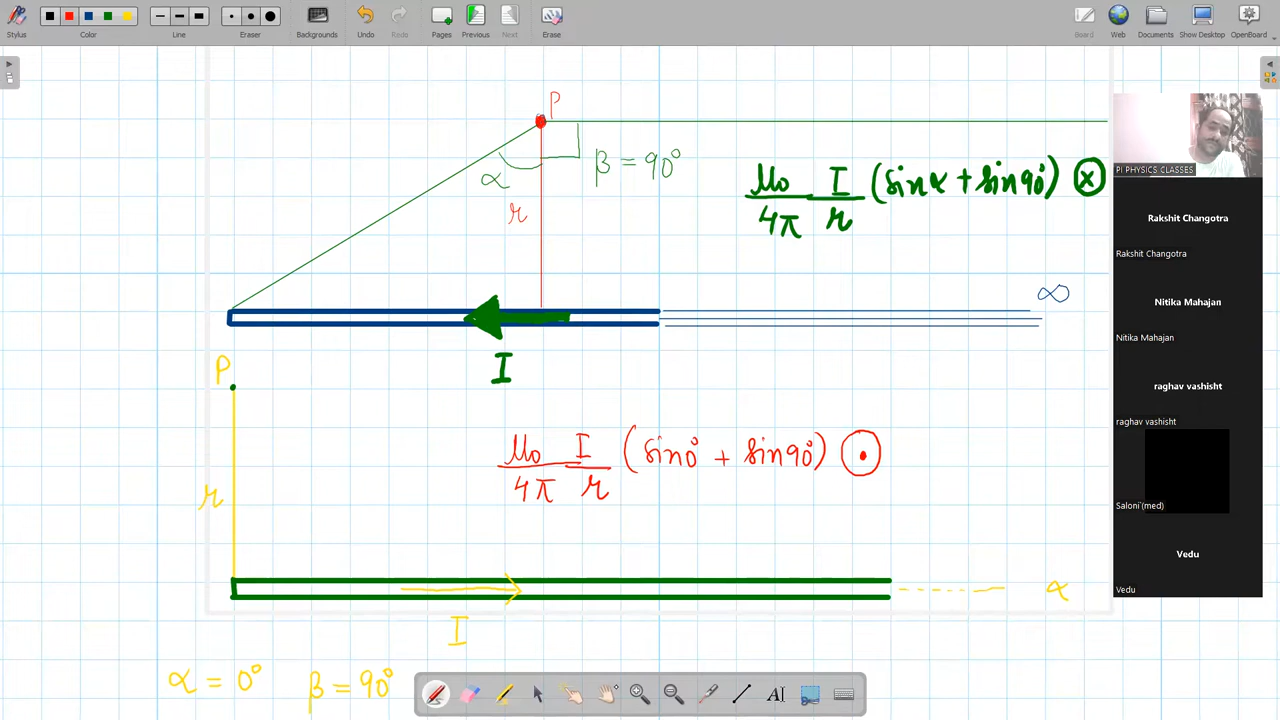 Stylus
Color
Line
Eraser
Backgrounds
Undo
Redo
Pages
Previous
Next
Erase
Board
Web
Documents
Show Desktop
OpenBoard
P
α
r
β = 90°
μ₀/4π I/r (sinα + sin90°) ⊗
∞
I
P
r
μ₀/4π I/r (sin0° + sin90°) ⊙
I
α
α = 0° β = 90°
AI
PI PHYSICS CLASSES
Rakshit Changotra
Rakshit Changotra
Nitika Mahajan
Nitika Mahajan
raghav vashisht
raghav vashisht
Saloni`(med)
Vedu
Vedu